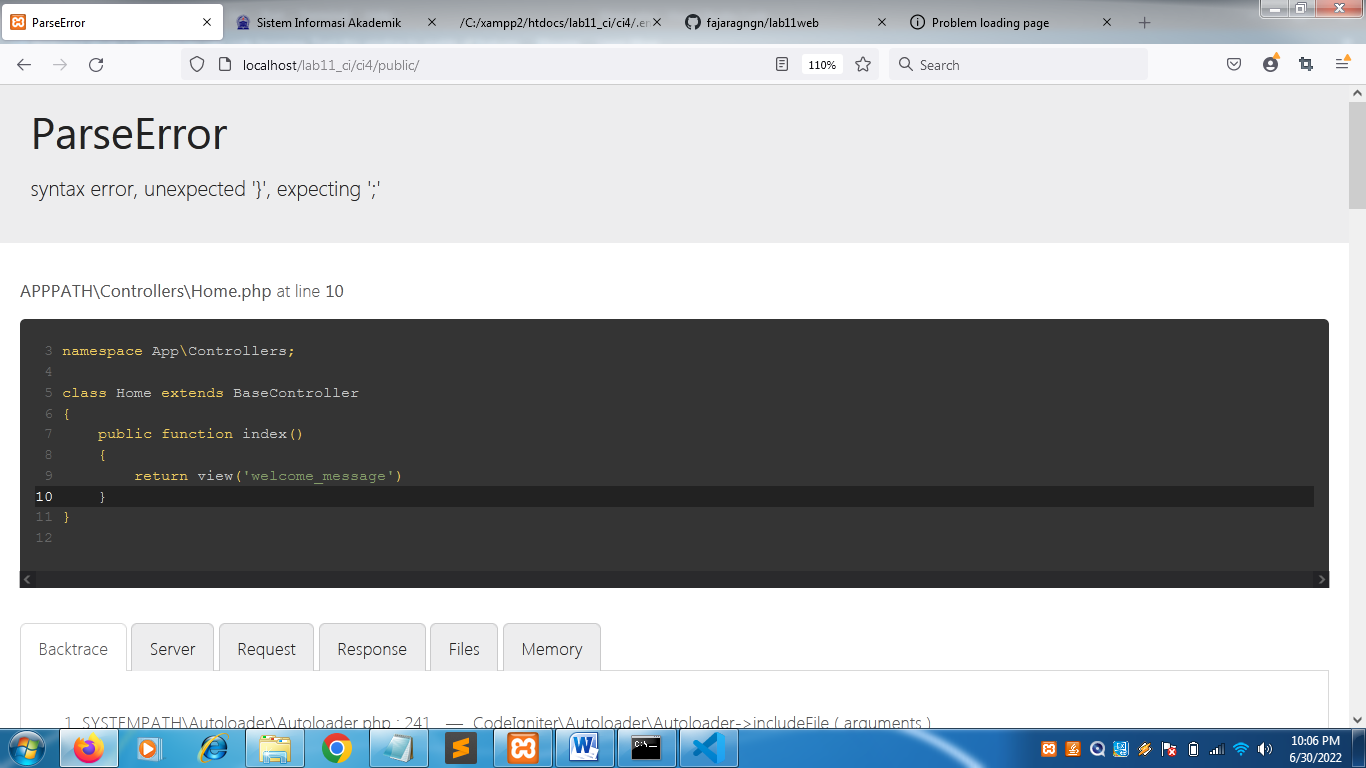 ParseError
Sistem Informasi Akademik
/C:/xampp2/htdocs/lab11_ci/ci4/.en
fajaragngn/lab11web
Problem loading page
localhost/lab11_ci/ci4/public/
110%
Search
ParseError
syntax error, unexpected '}', expecting ';'
APPPATH\Controllers\Home.php at line 10
3 namespace App\Controllers;
4
5 class Home extends BaseController
6 {
7 public function index()
8 {
9 return view('welcome_message')
10 }
11 }
12
Backtrace
Server
Request
Response
Files
Memory
1. SYSTEMPATH\Autoloader\Autoloader.php : 241 — CodeIgniter\Autoloader\Autoloader->includeFile ( arguments )
10:06 PM
6/30/2022